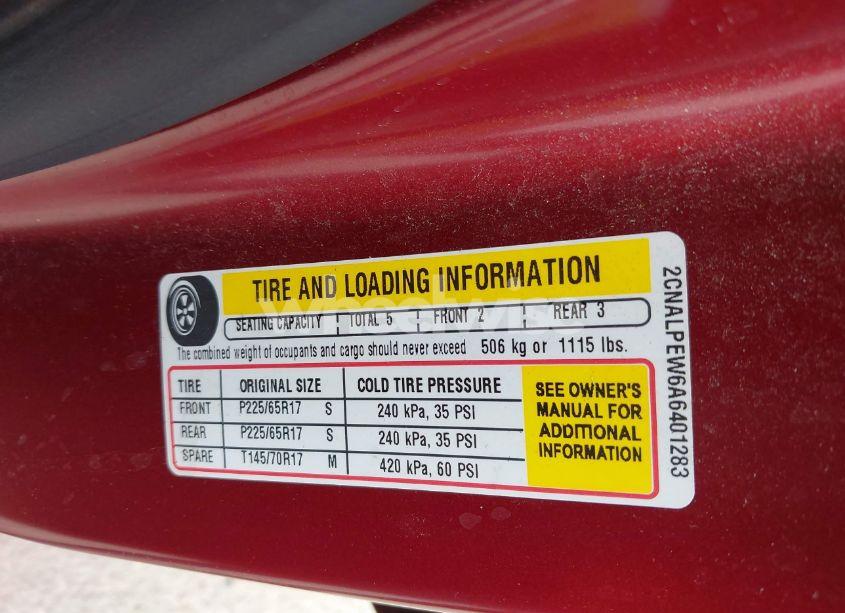 TIRE AND LOADING INFORMATION
SEATING CAPACITY TOTAL 5 FRONT 2 REAR 3
The combined weight of occupants and cargo should never exceed 506 kg or 1115 lbs.
TIRE ORIGINAL SIZE COLD TIRE PRESSURE
FRONT P225/65R17 S 240 kPa, 35 PSI
REAR P225/65R17 S 240 kPa, 35 PSI
SPARE T145/70R17 M 420 kPa, 60 PSI
SEE OWNER'S
MANUAL FOR
ADDITIONAL
INFORMATION
2CNALPEW6A6401283